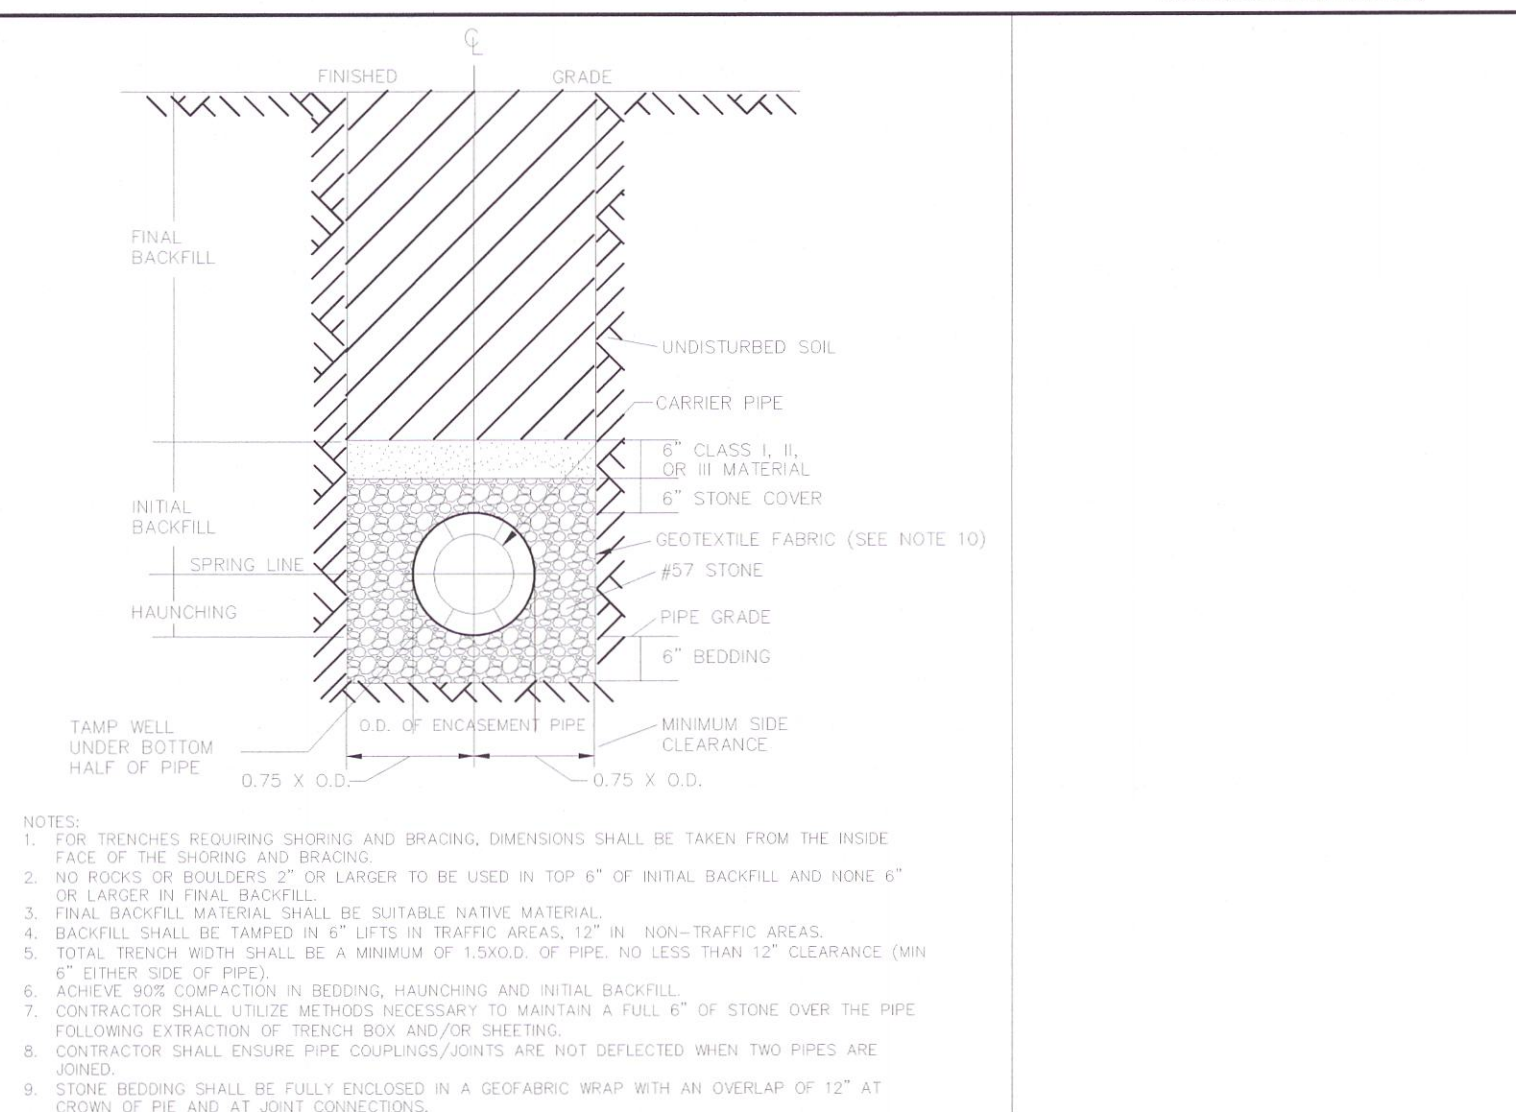 ℄
FINISHED GRADE
FINAL
BACKFILL
UNDISTURBED SOIL
CARRIER PIPE
6" CLASS I, II,
OR III MATERIAL
6" STONE COVER
INITIAL
BACKFILL
GEOTEXTILE FABRIC (SEE NOTE 10)
SPRING LINE
#57 STONE
HAUNCHING
PIPE GRADE
6" BEDDING
TAMP WELL
UNDER BOTTOM
HALF OF PIPE
O.D. OF ENCASEMENT PIPE
MINIMUM SIDE
CLEARANCE
0.75 X O.D.
0.75 X O.D.
NOTES:
1. FOR TRENCHES REQUIRING SHORING AND BRACING, DIMENSIONS SHALL BE TAKEN FROM THE INSIDE
FACE OF THE SHORING AND BRACING.
2. NO ROCKS OR BOULDERS 2" OR LARGER TO BE USED IN TOP 6" OF INITIAL BACKFILL AND NONE 6"
OR LARGER IN FINAL BACKFILL.
3. FINAL BACKFILL MATERIAL SHALL BE SUITABLE NATIVE MATERIAL.
4. BACKFILL SHALL BE TAMPED IN 6" LIFTS IN TRAFFIC AREAS, 12" IN NON-TRAFFIC AREAS.
5. TOTAL TRENCH WIDTH SHALL BE A MINIMUM OF 1.5XO.D. OF PIPE. NO LESS THAN 12" CLEARANCE (MIN
6" EITHER SIDE OF PIPE).
6. ACHIEVE 90% COMPACTION IN BEDDING, HAUNCHING AND INITIAL BACKFILL.
7. CONTRACTOR SHALL UTILIZE METHODS NECESSARY TO MAINTAIN A FULL 6" OF STONE OVER THE PIPE
FOLLOWING EXTRACTION OF TRENCH BOX AND/OR SHEETING.
8. CONTRACTOR SHALL ENSURE PIPE COUPLINGS/JOINTS ARE NOT DEFLECTED WHEN TWO PIPES ARE
JOINED.
9. STONE BEDDING SHALL BE FULLY ENCLOSED IN A GEOFABRIC WRAP WITH AN OVERLAP OF 12" AT
CROWN OF PIE AND AT JOINT CONNECTIONS.